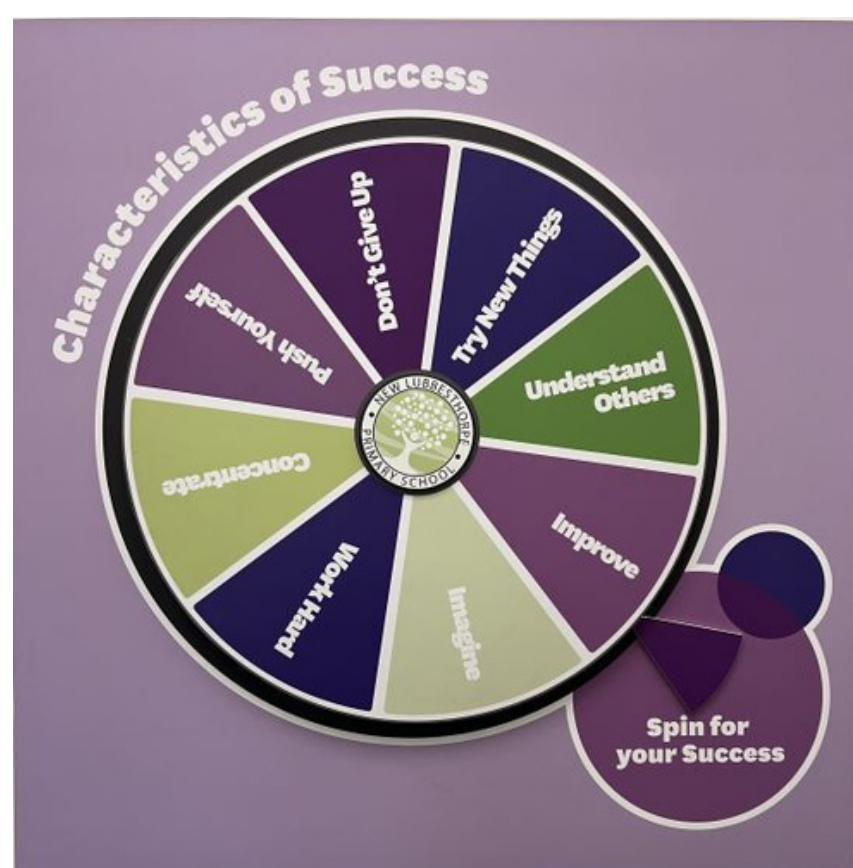 Characteristics of Success
Don't Give Up
Try New Things
Understand
Others
Improve
Imagine
Work Hard
Concentrate
Push Yourself
NEW LUBBESTHORPE
PRIMARY SCHOOL
Spin for
your Success